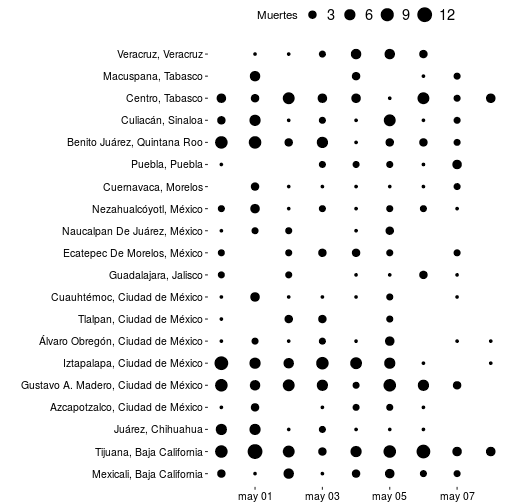 Muertes 3 6 9 12
Veracruz, Veracruz
Macuspana, Tabasco
Centro, Tabasco
Culiacán, Sinaloa
Benito Juárez, Quintana Roo
Puebla, Puebla
Cuernavaca, Morelos
Nezahualcóyotl, México
Naucalpan De Juárez, México
Ecatepec De Morelos, México
Guadalajara, Jalisco
Cuauhtémoc, Ciudad de México
Tlalpan, Ciudad de México
Álvaro Obregón, Ciudad de México
Iztapalapa, Ciudad de México
Gustavo A. Madero, Ciudad de México
Azcapotzalco, Ciudad de México
Juárez, Chihuahua
Tijuana, Baja California
Mexicali, Baja California
may 01 may 03 may 05 may 07